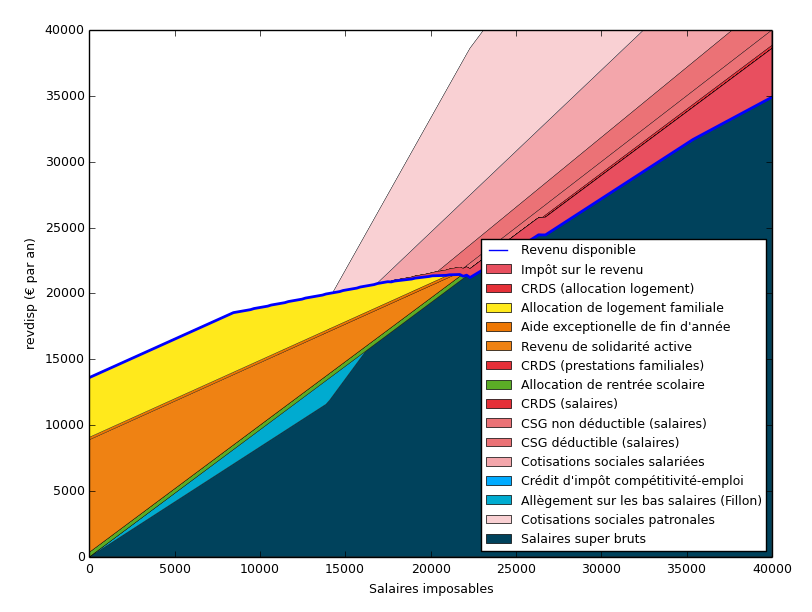 40000
35000
30000
25000
20000
15000
10000
5000
0
revdisp (€ par an)
0 5000 10000 15000 20000 25000 30000 35000 40000
Salaires imposables
Revenu disponible
Impôt sur le revenu
CRDS (allocation logement)
Allocation de logement familiale
Aide exceptionelle de fin d'année
Revenu de solidarité active
CRDS (prestations familiales)
Allocation de rentrée scolaire
CRDS (salaires)
CSG non déductible (salaires)
CSG déductible (salaires)
Cotisations sociales salariées
Crédit d'impôt compétitivité-emploi
Allègement sur les bas salaires (Fillon)
Cotisations sociales patronales
Salaires super bruts